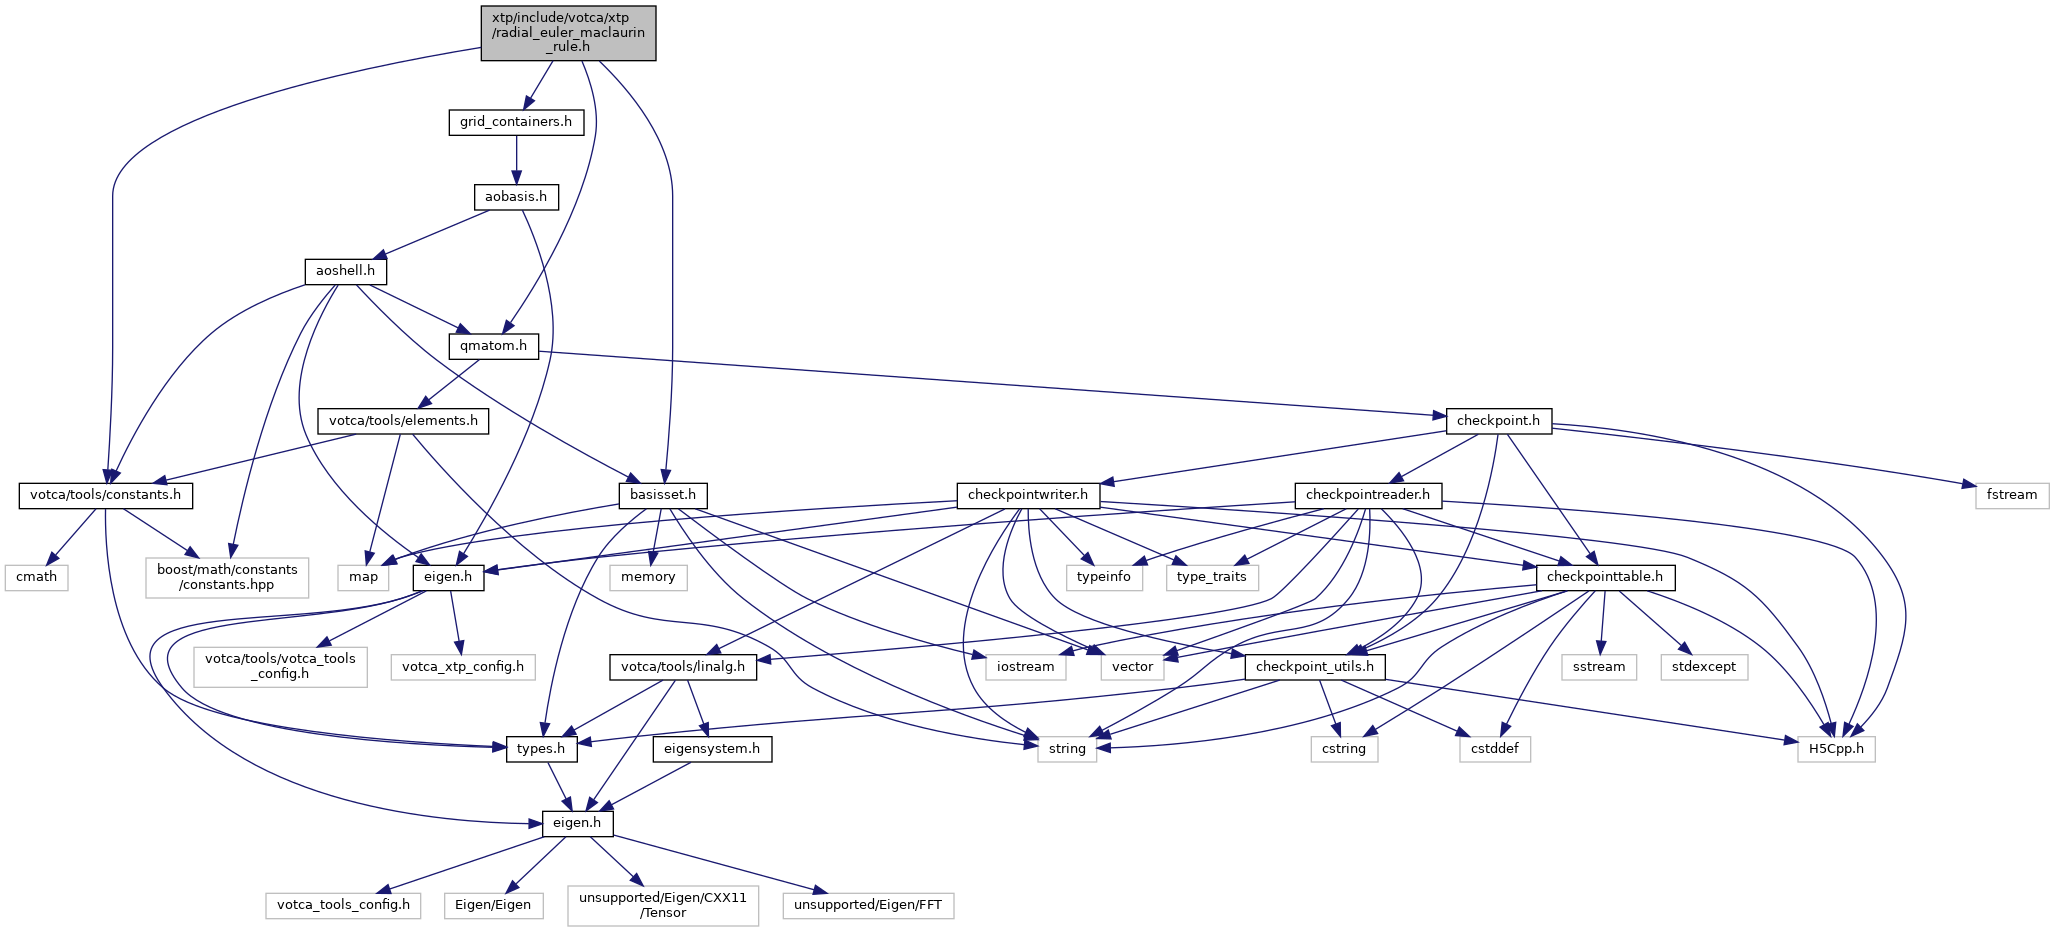 xtp/include/votca/xtp
/radial_euler_maclaurin
_rule.h
grid_containers.h
aobasis.h
aoshell.h
qmatom.h
votca/tools/elements.h
checkpoint.h
votca/tools/constants.h
basisset.h
checkpointwriter.h
checkpointreader.h
fstream
cmath
boost/math/constants
/constants.hpp
map
eigen.h
memory
typeinfo
type_traits
checkpointtable.h
votca/tools/votca_tools
_config.h
votca_xtp_config.h
votca/tools/linalg.h
iostream
vector
checkpoint_utils.h
sstream
stdexcept
types.h
eigensystem.h
string
cstring
cstddef
H5Cpp.h
eigen.h
votca_tools_config.h
Eigen/Eigen
unsupported/Eigen/CXX11
/Tensor
unsupported/Eigen/FFT